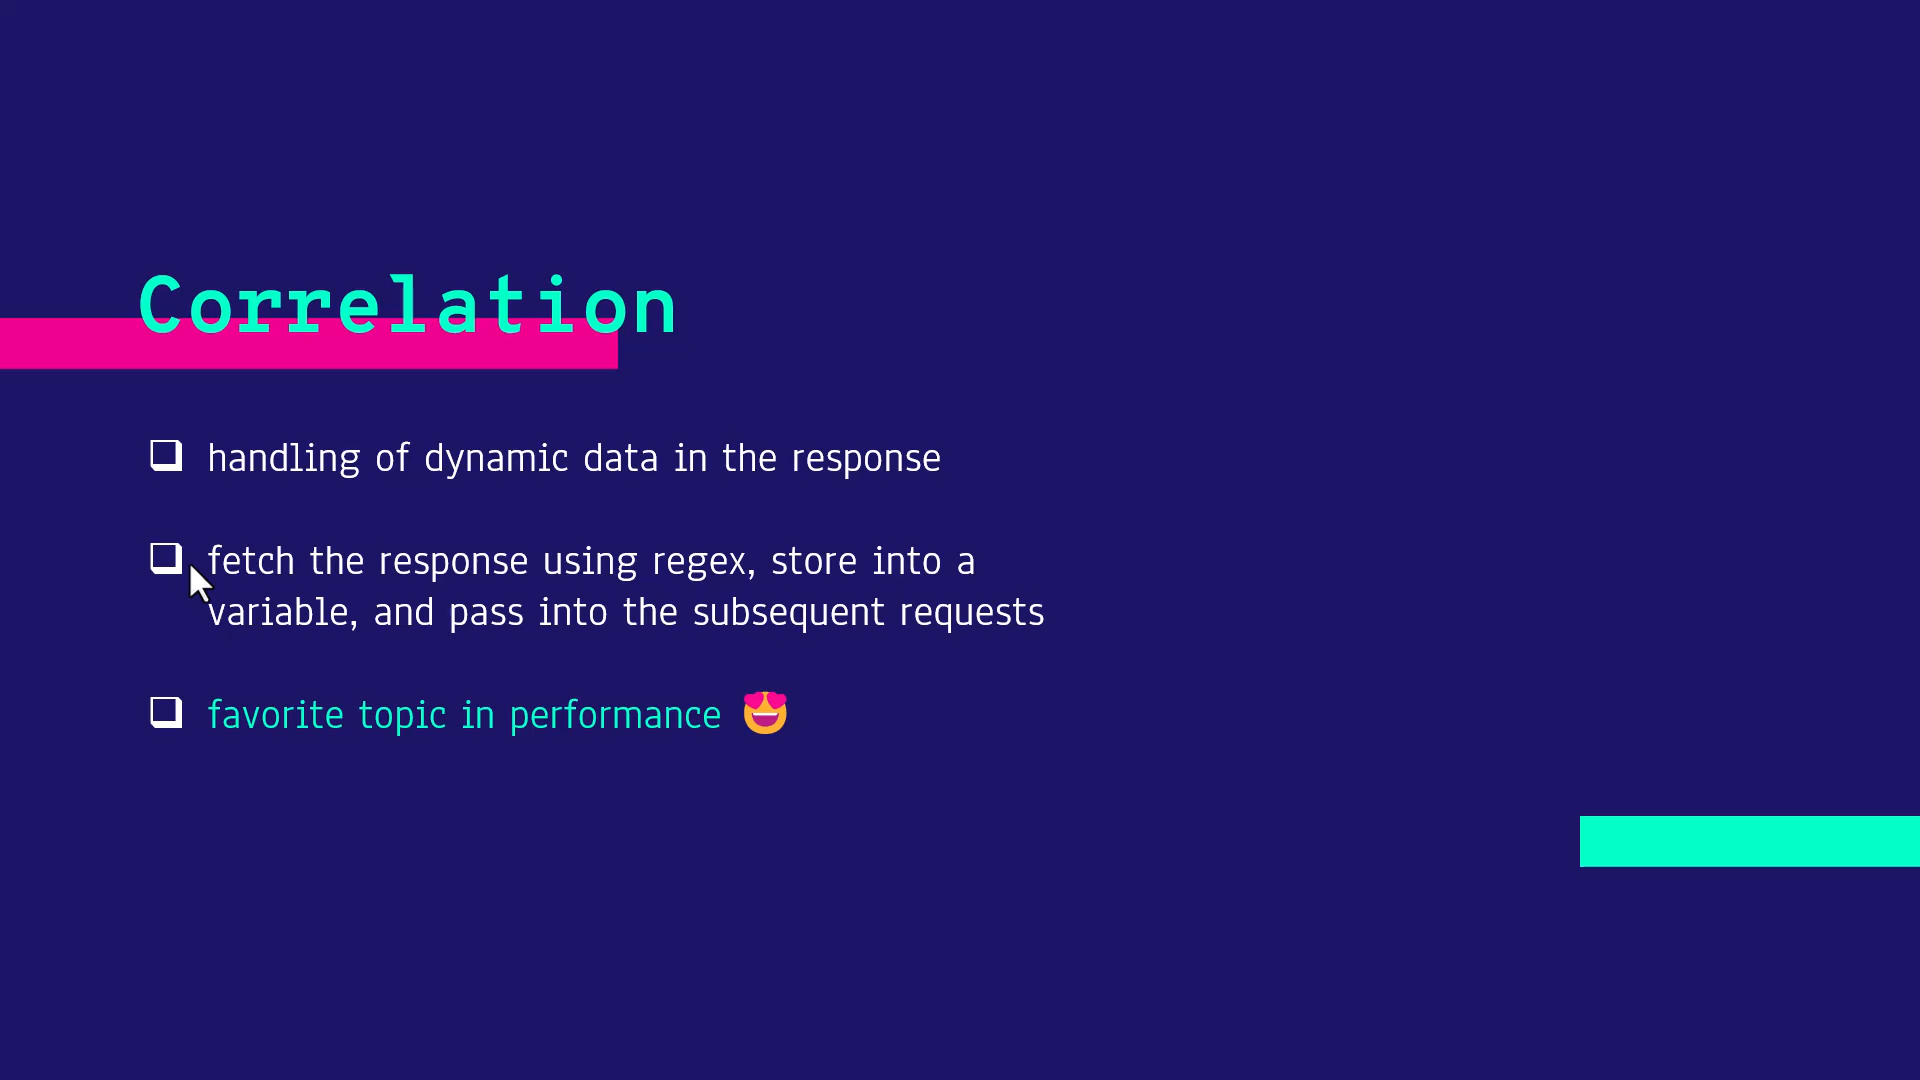 Correlation
handling of dynamic data in the response
fetch the response using regex, store into a
variable, and pass into the subsequent requests
favorite topic in performance 😍